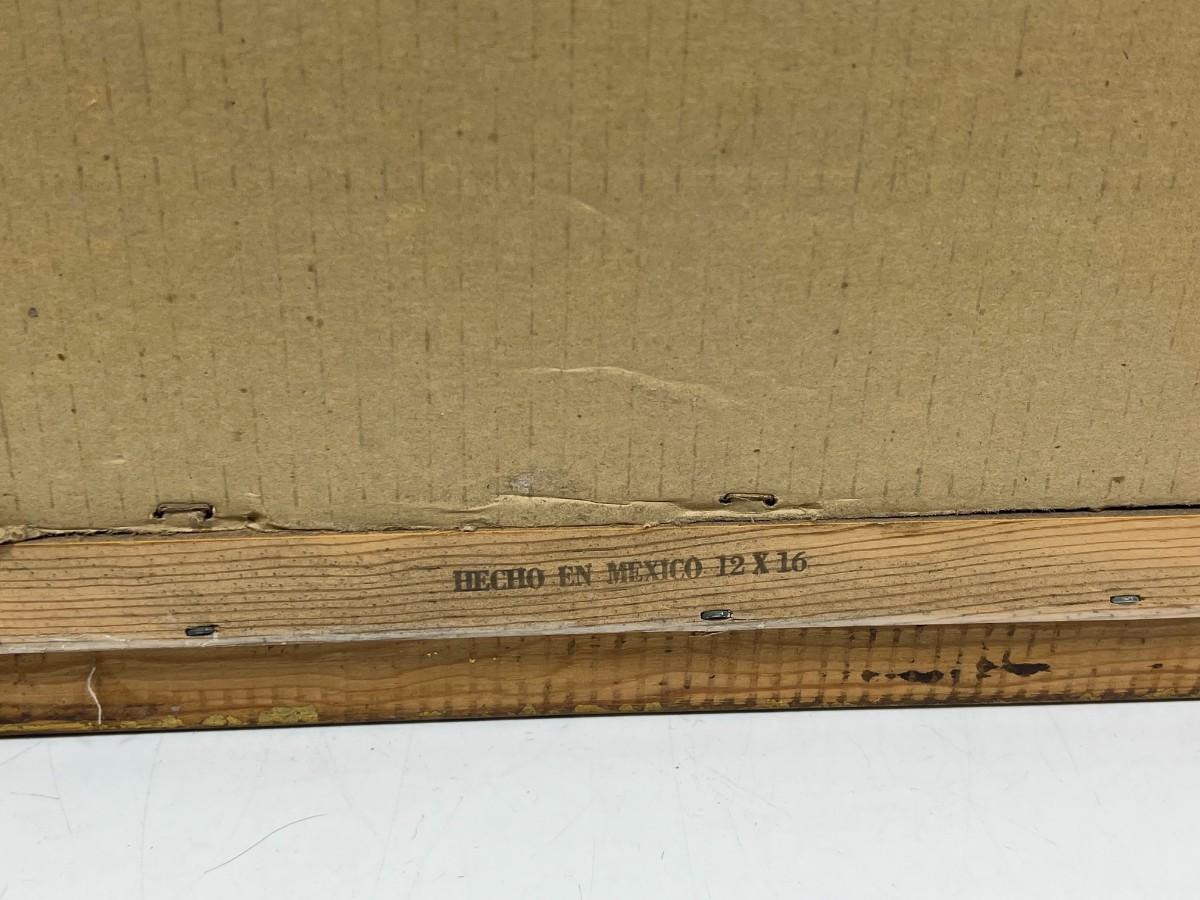 HECHO EN MEXICO 12 X 16